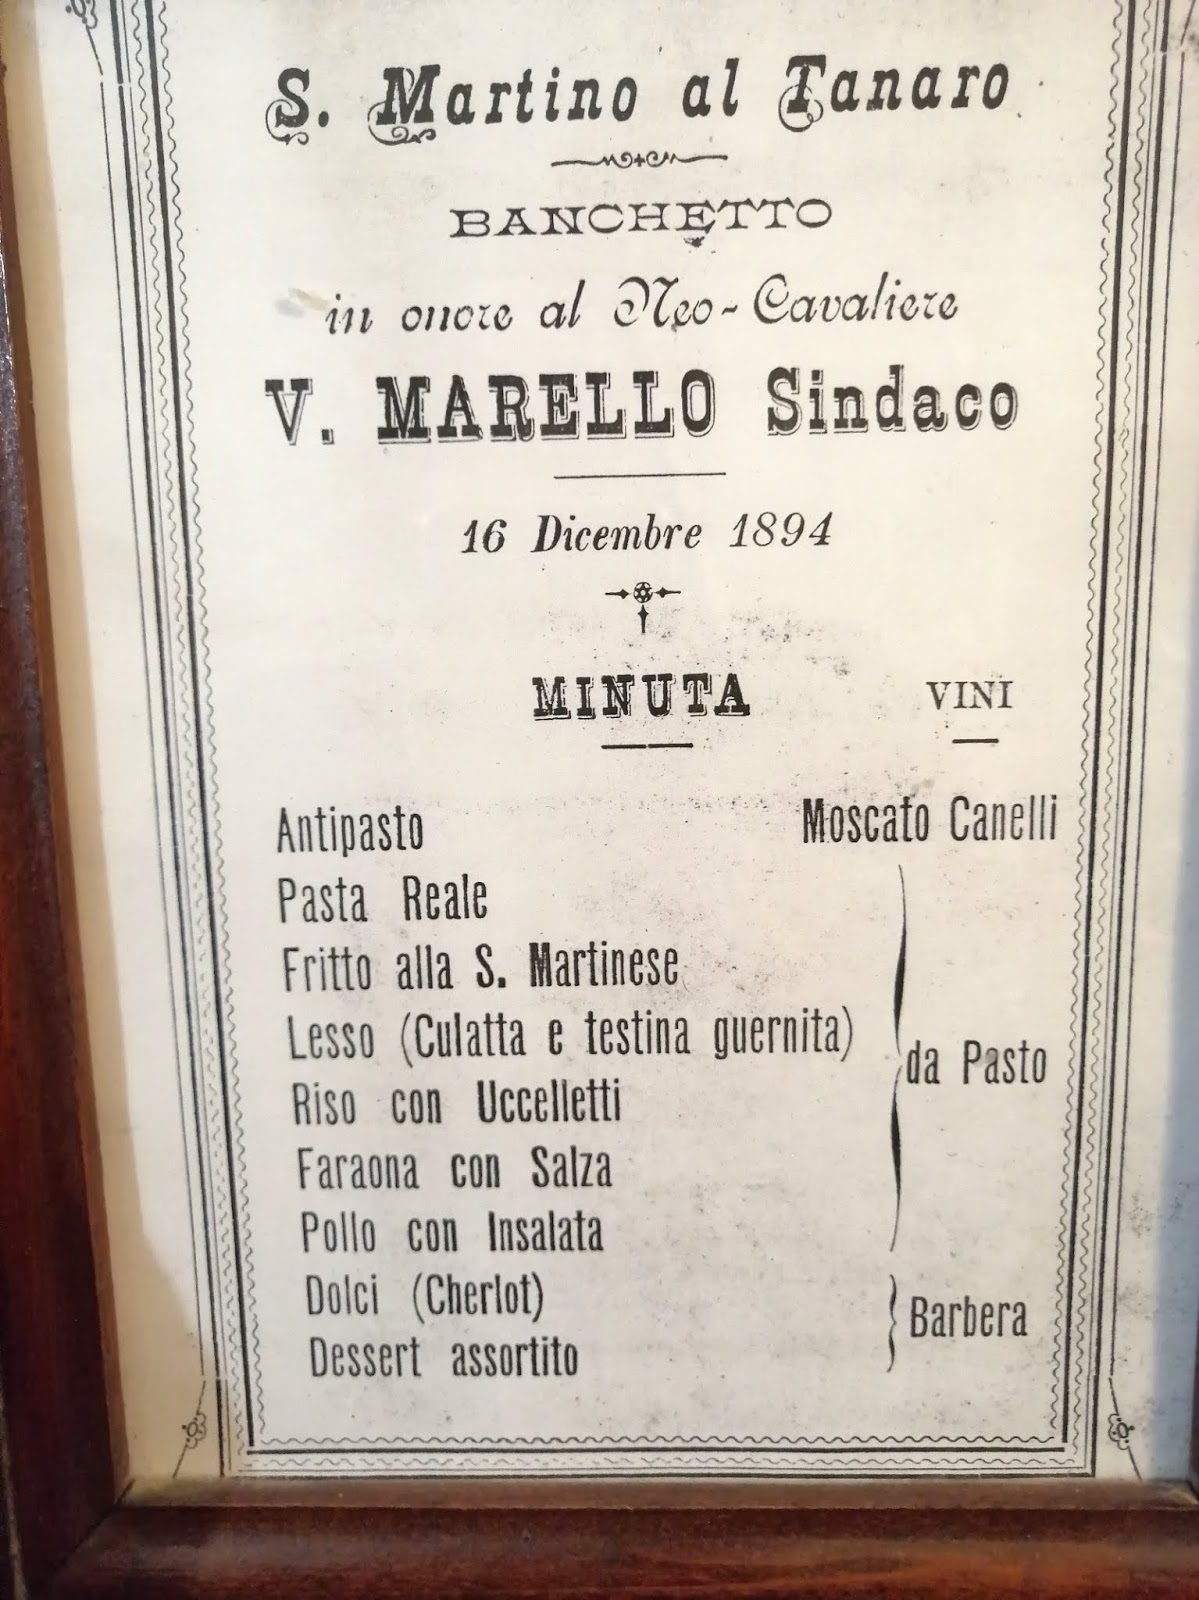 S. Martino al Tanaro
BANCHETTO
in onore al Neo-Cavaliere
V. MARELLO Sindaco
16 Dicembre 1894
MINUTA VINI
Antipasto Moscato Canelli
Pasta Reale
Fritto alla S. Martinese
Lesso (Culatta e testina guernita)
da Pasto
Riso con Uccelletti
Faraona con Salza
Pollo con Insalata
Dolci (Cherlot)
Barbera
Dessert assortito